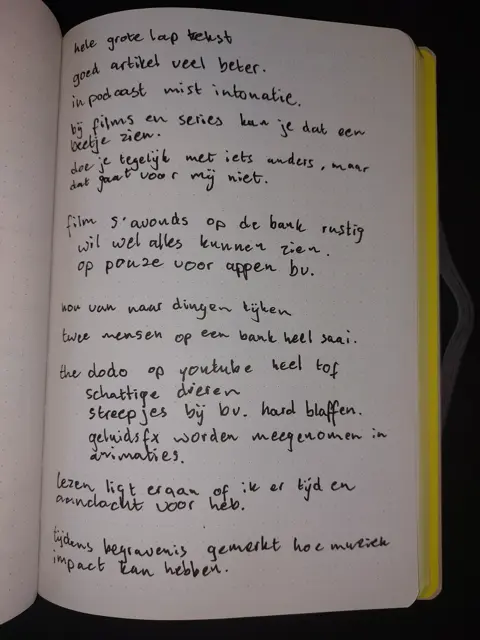 hele grote lap tekst
goed artikel veel beter.
in podcast mist intonatie.
bij films en series kun je dat een
beetje zien.
doe je tegelijk met iets anders, maar
dat gaat voor mij niet.
film s'avonds op de bank rustig
wil wel alles kunnen zien.
op pauze voor appen bv.
hou van naar dingen kijken
twee mensen op een bank heel saai.
the dodo op youtube heel tof
schattige dieren
streepjes bij bv. hard blaffen.
geluidsfx worden meegenomen in
animaties.
lezen ligt eraan of ik er tijd en
aandacht voor heb.
tijdens begravenis gemerkt hoe muziek
impact kan hebben.